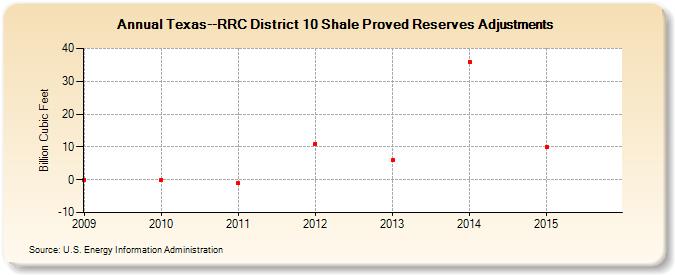 Annual Texas--RRC District 10 Shale Proved Reserves Adjustments
Billion Cubic Feet
40
30
20
10
0
-10
2009 2010 2011 2012 2013 2014 2015
Source: U.S. Energy Information Administration